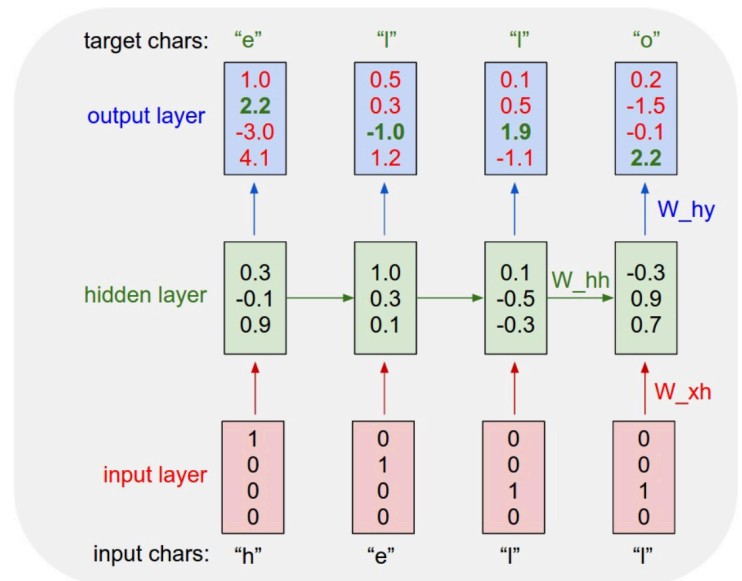 target chars: “e” “l” “l” “o”
output layer
1.0 0.5 0.1 0.2
2.2 0.3 0.5 -1.5
-3.0 -1.0 1.9 -0.1
4.1 1.2 -1.1 2.2
W_hy
hidden layer
0.3 1.0 0.1 -0.3
-0.1 0.3 -0.5 0.9
0.9 0.1 -0.3 0.7
W_hh
W_xh
input layer
1 0 0 0
0 1 0 0
0 0 1 1
0 0 0 0
input chars: “h” “e” “l” “l”